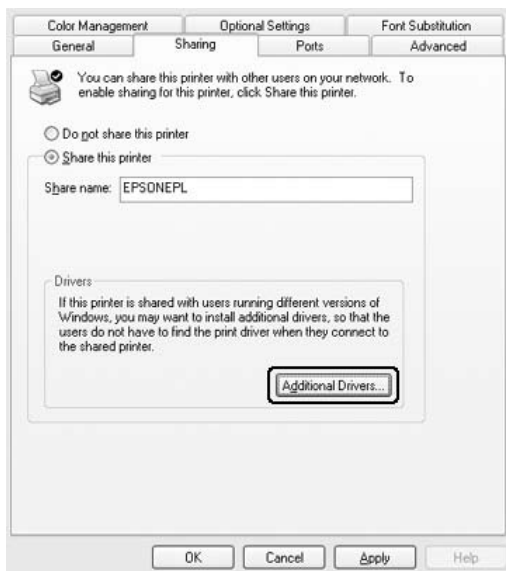 Color Management Optional Settings Font Substitution
General Sharing Ports Advanced
You can share this printer with other users on your network. To
enable sharing for this printer, click Share this printer.
Do not share this printer
Share this printer
Share name: EPSONEPL
Drivers
If this printer is shared with users running different versions of
Windows, you may want to install additional drivers, so that the
users do not have to find the print driver when they connect to
the shared printer.
Additional Drivers...
OK Cancel Apply Help